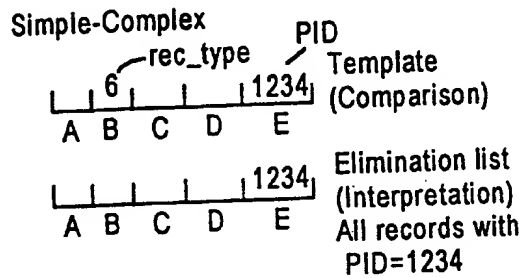 Simple-Complex
PID
rec_type
6
1234
Template
(Comparison)
A B C D E
1234
Elimination list
(Interpretation)
All records with
PID=1234
A B C D E